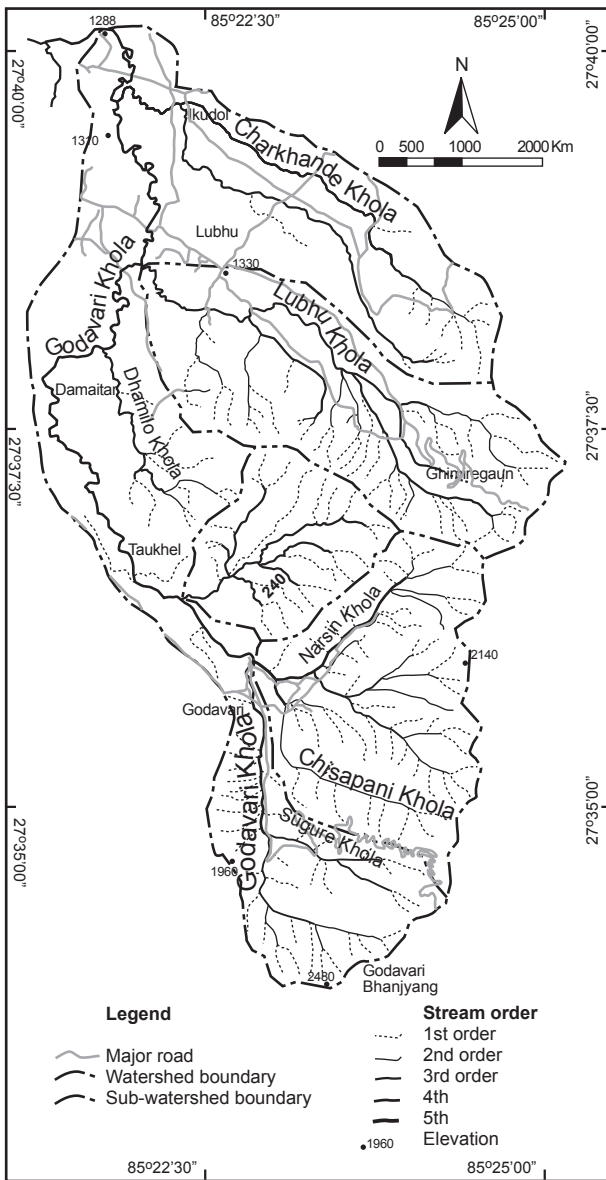 1288
85º22'30"
85º25'00"
27º40'00"
27º40'00"
N
Ikudol
Charkhande Khola
1310
0 500 1000 2000 Km
Lubhu
1330
Godavari Khola
Lubhu Khola
Damaitar
Dhamilo Khola
27º37'30"
27º37'30"
Ghimiregaun
Taukhel
240
Narsin Khola
2140
Godavari
Godavari Khola
Chisapani Khola
Sugure Khola
27º35'00"
27º35'00"
1960
2480
Godavari
Bhanjyang
Legend
Major road
Watershed boundary
Sub-watershed boundary
Stream order
1st order
2nd order
3rd order
4th
5th
1960 Elevation
85º22'30"
85º25'00"